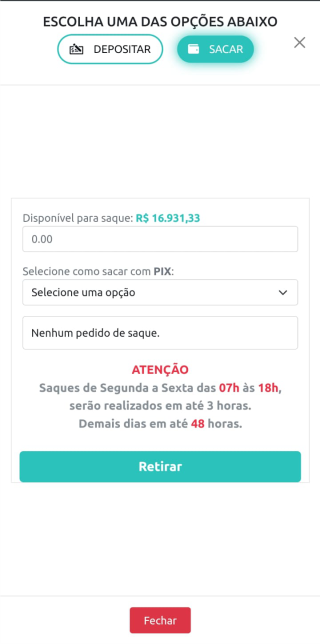 ESCOLHA UMA DAS OPÇÕES ABAIXO
DEPOSITAR
SACAR
Disponível para saque: R$ 16.931,33
0.00
Selecione como sacar com PIX:
Selecione uma opção
Nenhum pedido de saque.
ATENÇÃO
Saques de Segunda a Sexta das 07h às 18h,
serão realizados em até 3 horas.
Demais dias em até 48 horas.
Retirar
Fechar